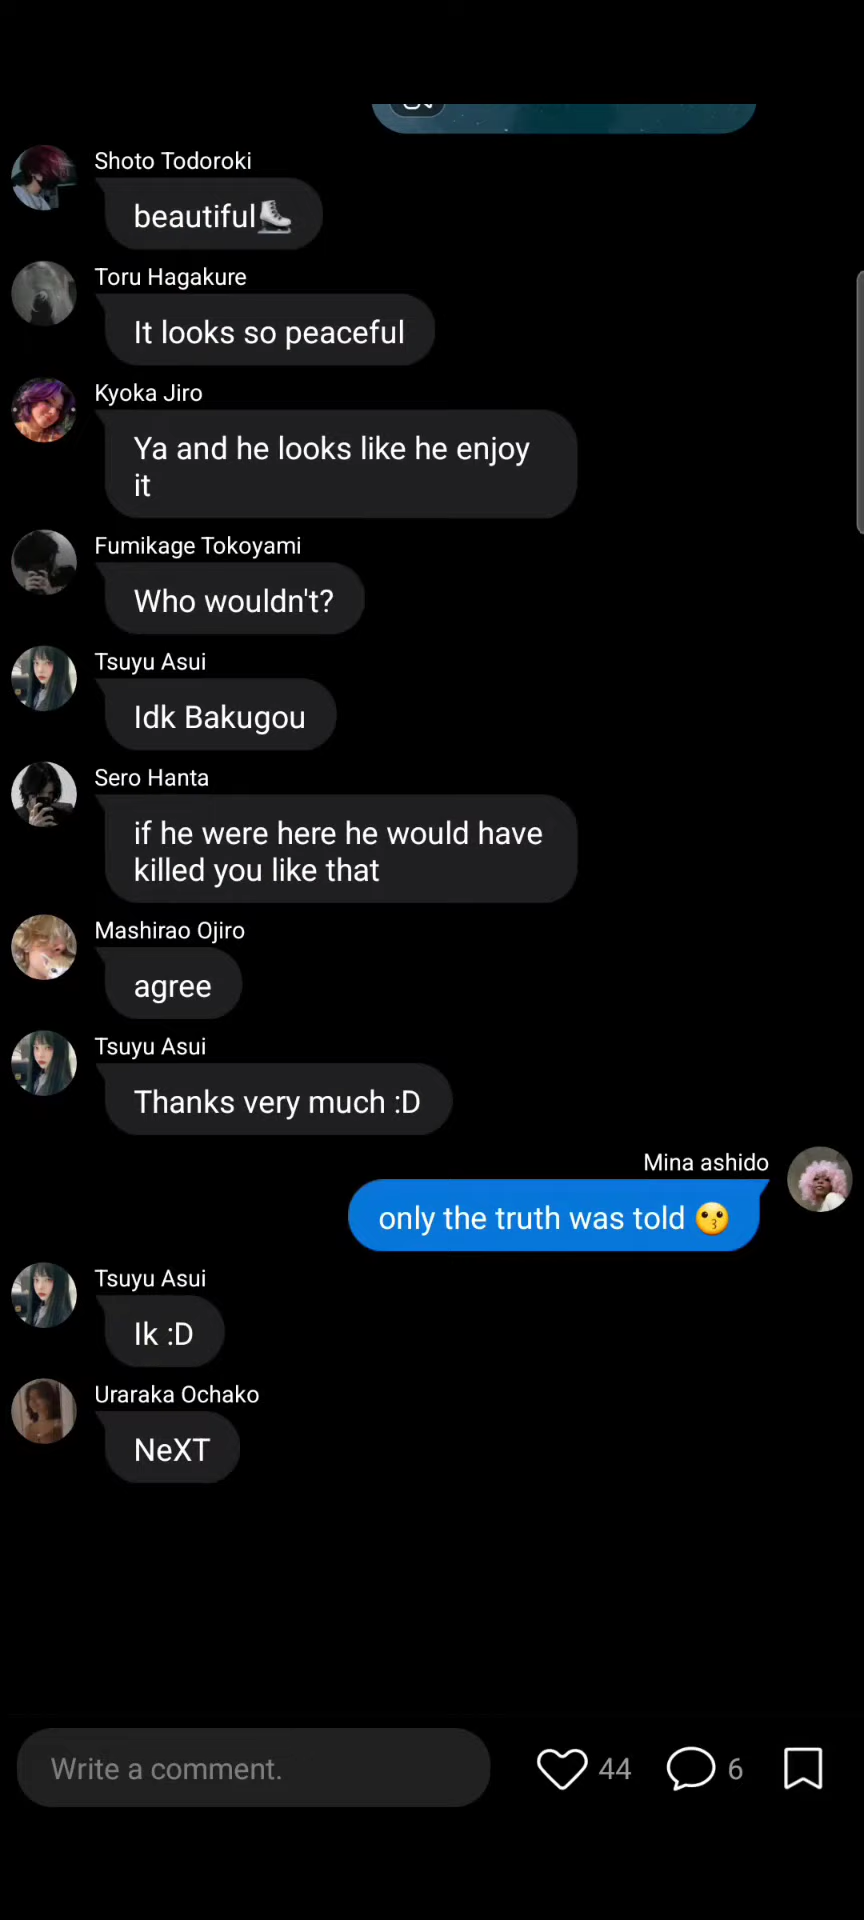 Shoto Todoroki
beautiful⛸
Toru Hagakure
It looks so peaceful
Kyoka Jiro
Ya and he looks like he enjoy
it
Fumikage Tokoyami
Who wouldn't?
Tsuyu Asui
Idk Bakugou
Sero Hanta
if he were here he would have
killed you like that
Mashirao Ojiro
agree
Tsuyu Asui
Thanks very much :D
Mina ashido
only the truth was told 😗
Tsuyu Asui
Ik :D
Uraraka Ochako
NeXT
Write a comment.
44
6